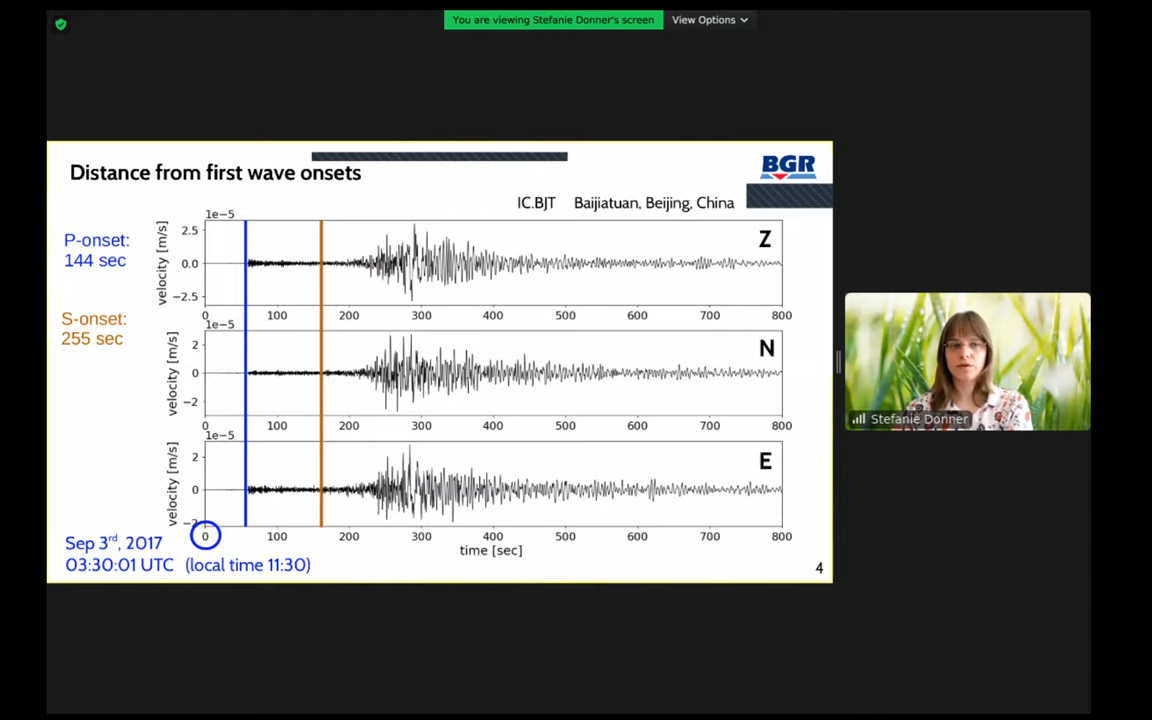 You are viewing Stefanie Donner's screen
View Options
Distance from first wave onsets
BGR
IC.BJT Baijiatuan, Beijing, China
P-onset:
144 sec
S-onset:
255 sec
1e−5
velocity [m/s]
2.5
0.0
−2.5
Z
100 200 300 400 500 600 700 800
1e−5
velocity [m/s]
2
0
−2
N
100 200 300 400 500 600 700 800
1e−5
velocity [m/s]
2
0
−2
E
0 100 200 300 400 500 600 700 800
time [sec]
Sep 3rd, 2017
03:30:01 UTC (local time 11:30)
4
Stefanie Donner